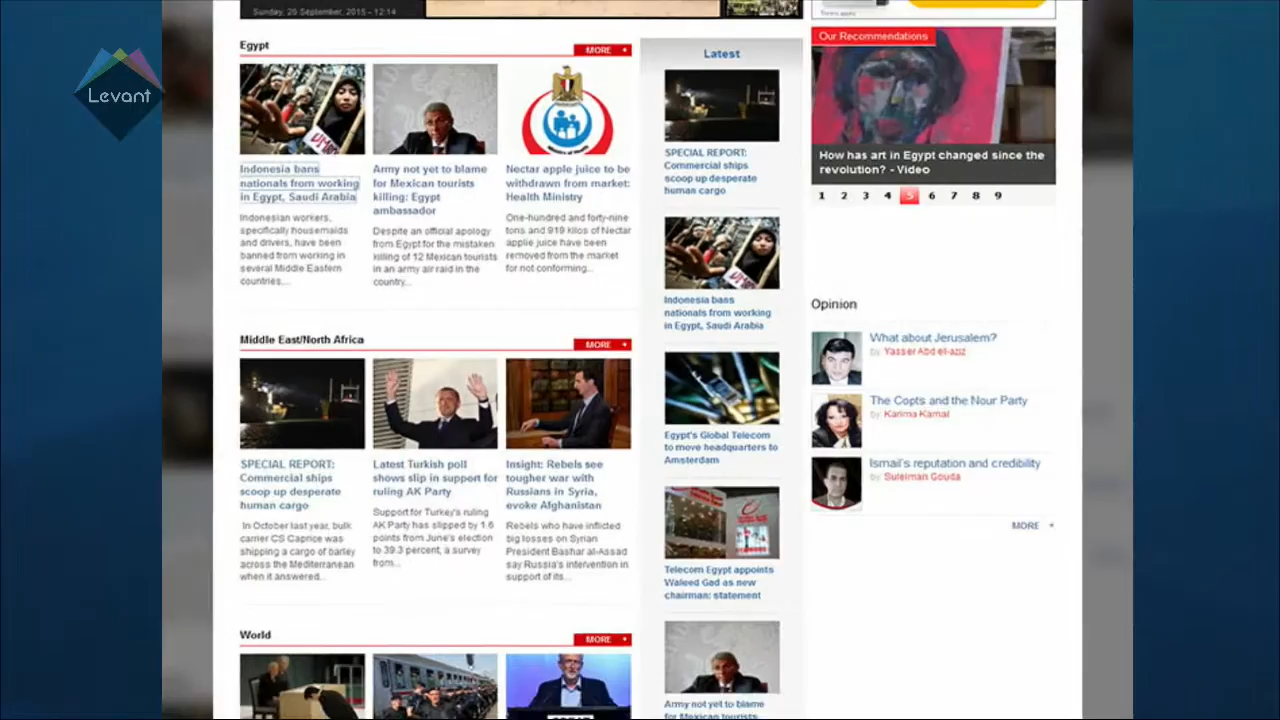 Sunday, 20 September, 2015 - 12:14
Levant
Egypt
MORE
Indonesia bans
nationals from working
in Egypt, Saudi Arabia
Indonesian workers,
specifically housemaids
and drivers, have been
banned from working in
several Middle Eastern
countries,...
Army not yet to blame
for Mexican tourists
killing: Egypt
ambassador
Despite an official apology
from Egypt for the mistaken
killing of 12 Mexican tourists
in an army air raid in the
country...
Nectar apple juice to be
withdrawn from market:
Health Ministry
One-hundred and forty-nine
tons and 919 kilos of Nectar
applie juice have been
removed from the market
for not conforming...
Middle East/North Africa
MORE
SPECIAL REPORT:
Commercial ships
scoop up desperate
human cargo
In October last year, bulk
carrier CS Caprice was
shipping a cargo of barley
across the Mediterranean
when it answered...
Latest Turkish poll
shows slip in support for
ruling AK Party
Support for Turkey's ruling
AK Party has slipped by 1.6
points from June's election
to 39.3 percent, a survey
from...
Insight: Rebels see
tougher war with
Russians in Syria,
evoke Afghanistan
Rebels who have inflicted
big losses on Syrian
President Bashar al-Assad
say Russia's intervention in
support of its...
World
MORE
Latest
SPECIAL REPORT:
Commercial ships
scoop up desperate
human cargo
Indonesia bans
nationals from working
in Egypt, Saudi Arabia
Egypt's Global Telecom
to move headquarters to
Amsterdam
Telecom Egypt appoints
Waleed Gad as new
chairman: statement
Army not yet to blame
for Mexican tourists
Our Recommendations
How has art in Egypt changed since the
revolution? - Video
1 2 3 4 5 6 7 8 9
Opinion
What about Jerusalem?
by: Yasser Abd el-aziz
The Copts and the Nour Party
by: Karima Kamal
Ismail's reputation and credibility
by: Suleiman Gouda
MORE